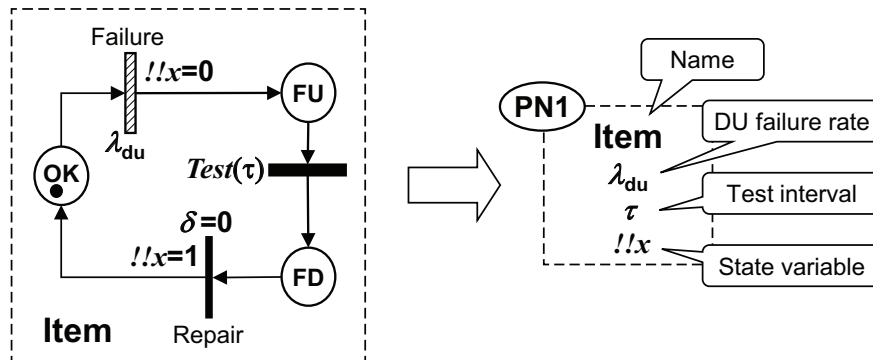 Failure
!!x=0
λdu
FU
OK
Test(τ)
δ=0
!!x=1
FD
Repair
Item
Name
PN1
Item
DU failure rate
λdu
τ
Test interval
!!x
State variable